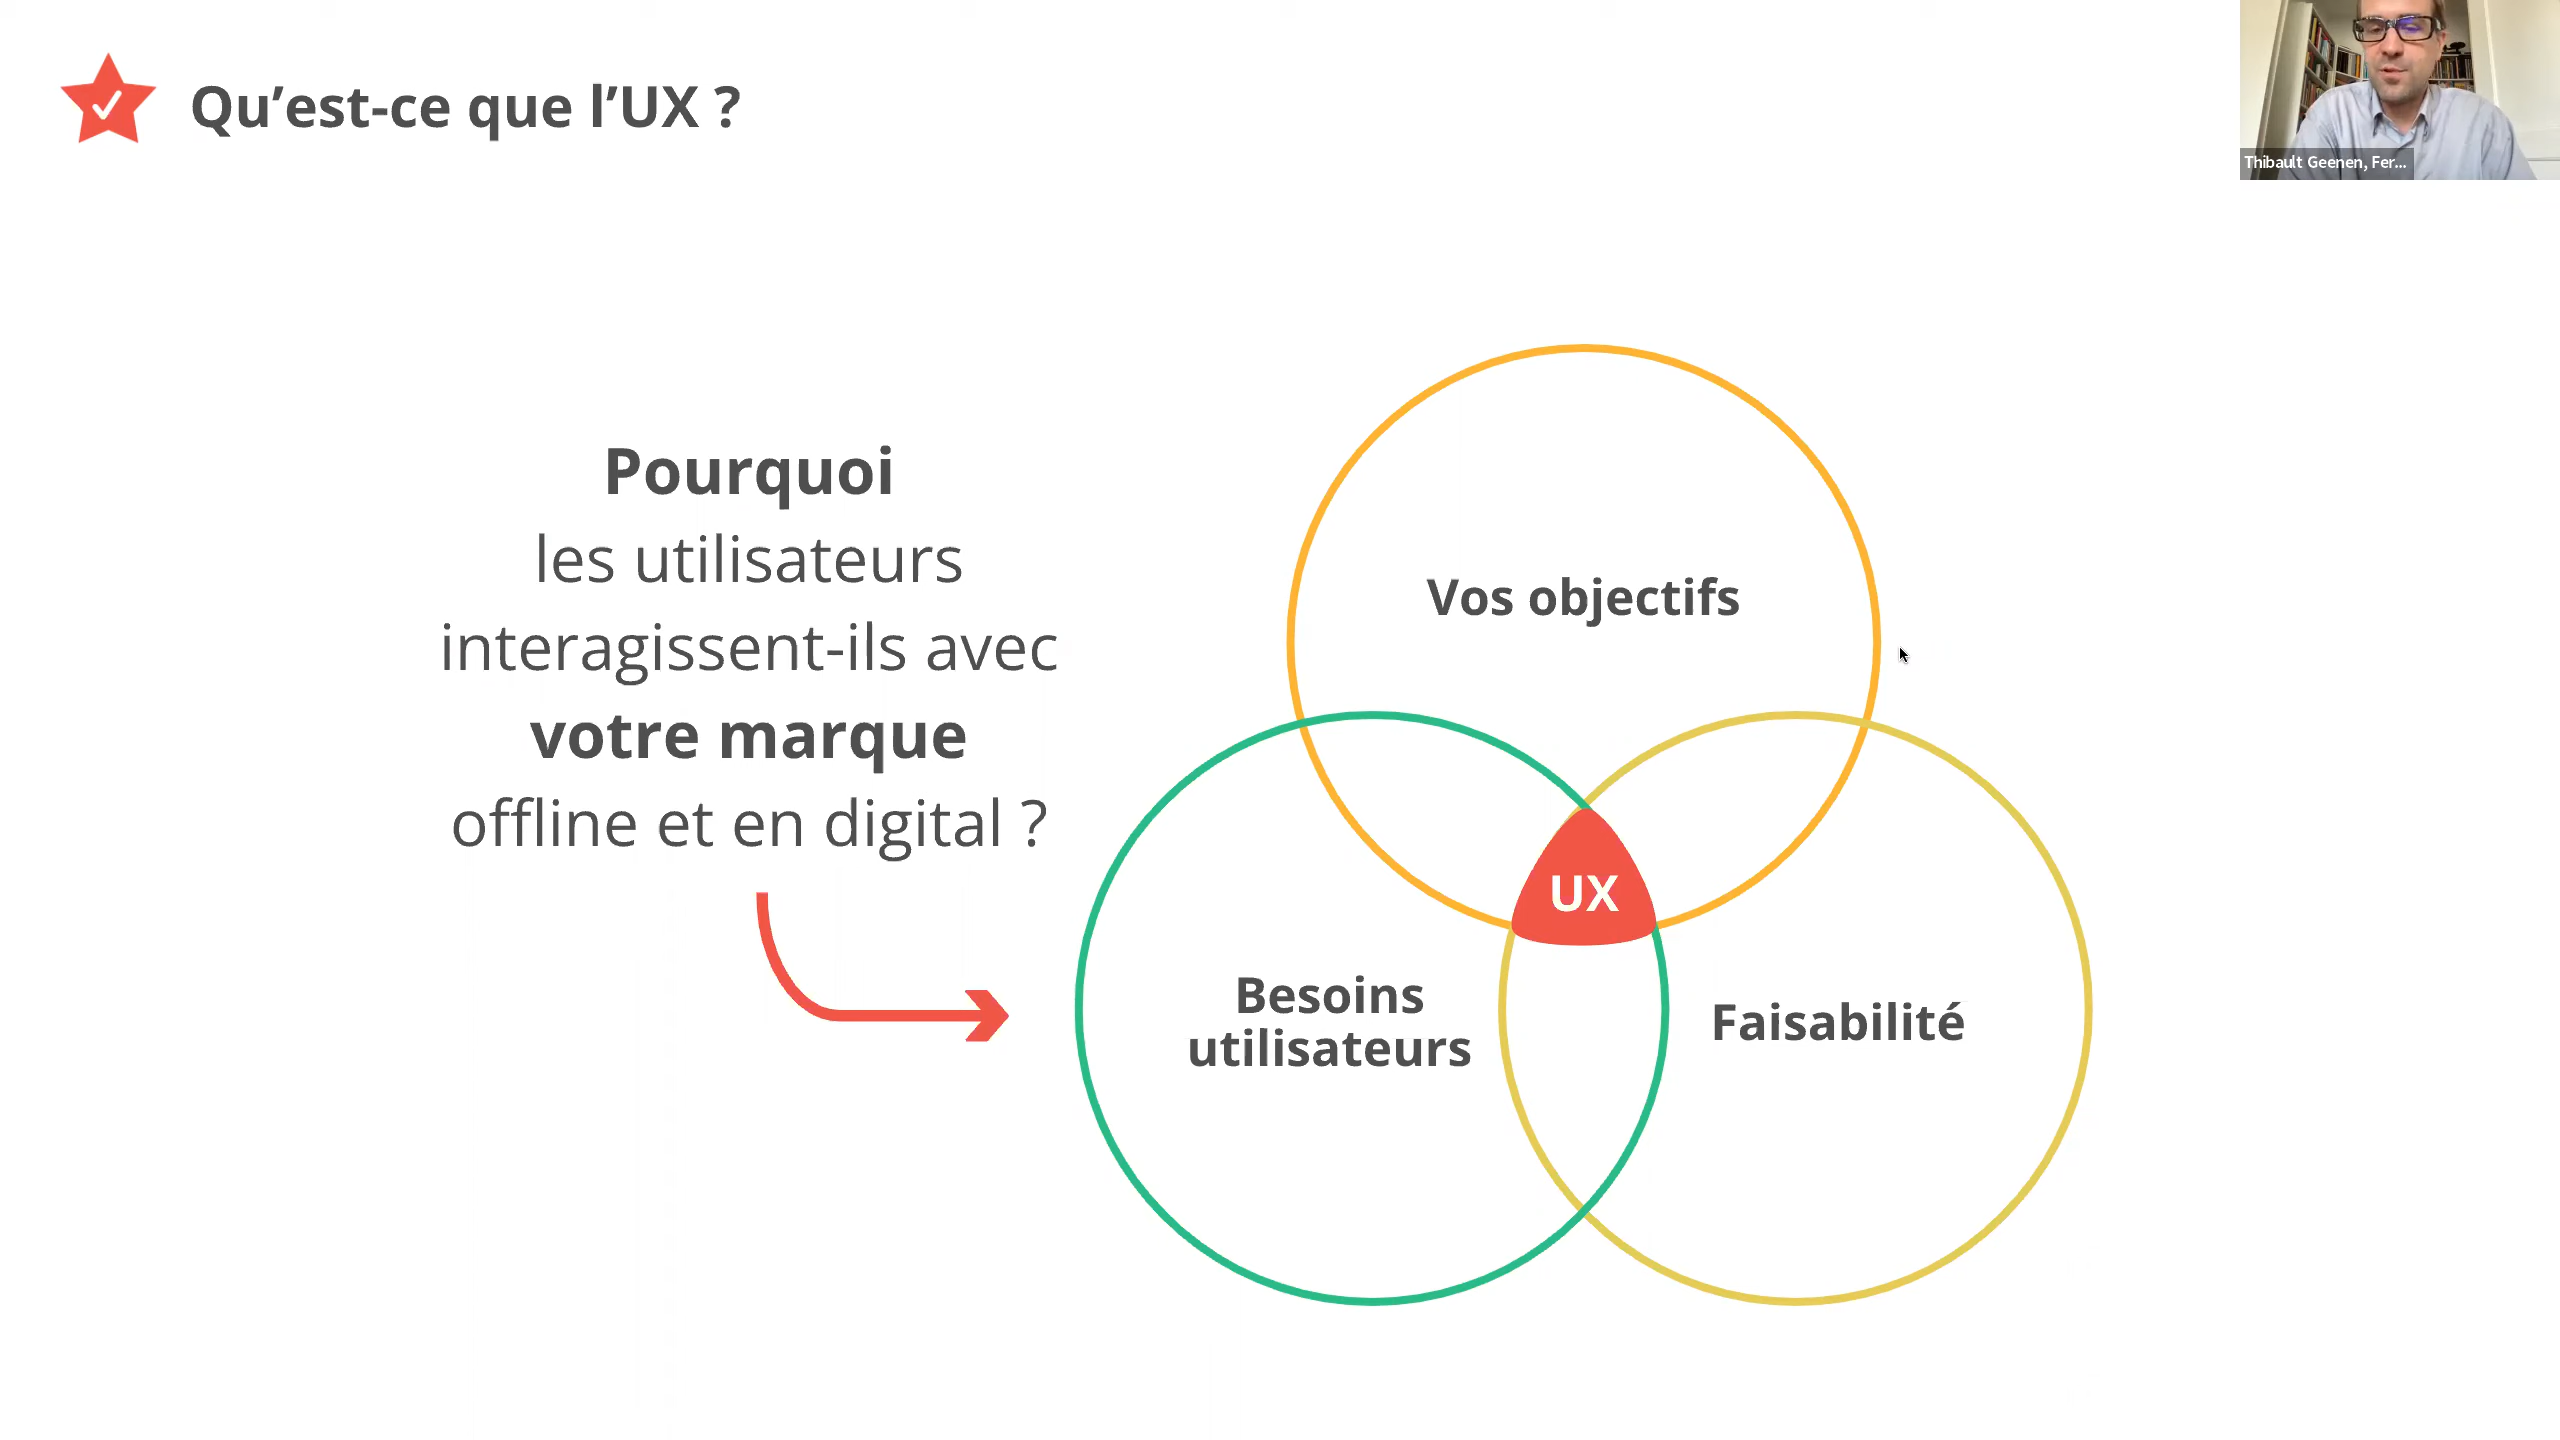 Qu’est-ce que l’UX ?
Thibault Geenen, Fer...
Pourquoi
les utilisateurs
interagissent-ils avec
votre marque
offline et en digital ?
Vos objectifs
UX
Besoins
utilisateurs
Faisabilité